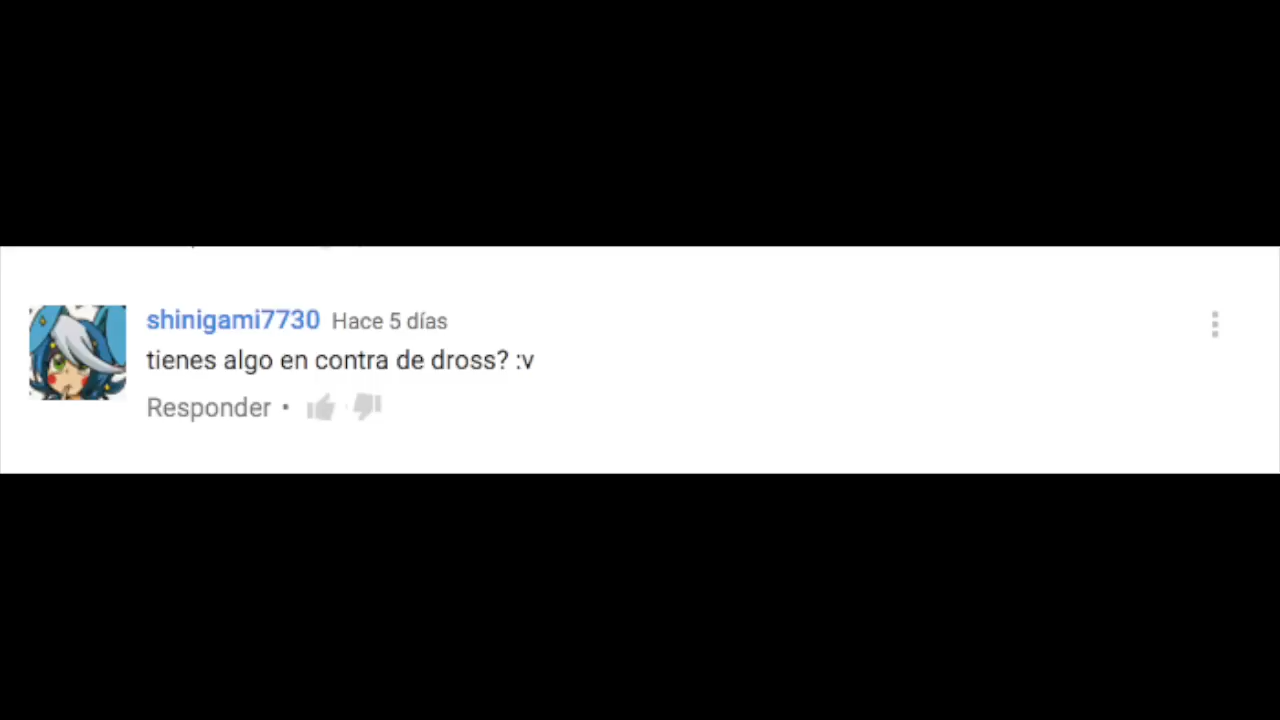 shinigami7730 Hace 5 días
tienes algo en contra de dross? :v
Responder •